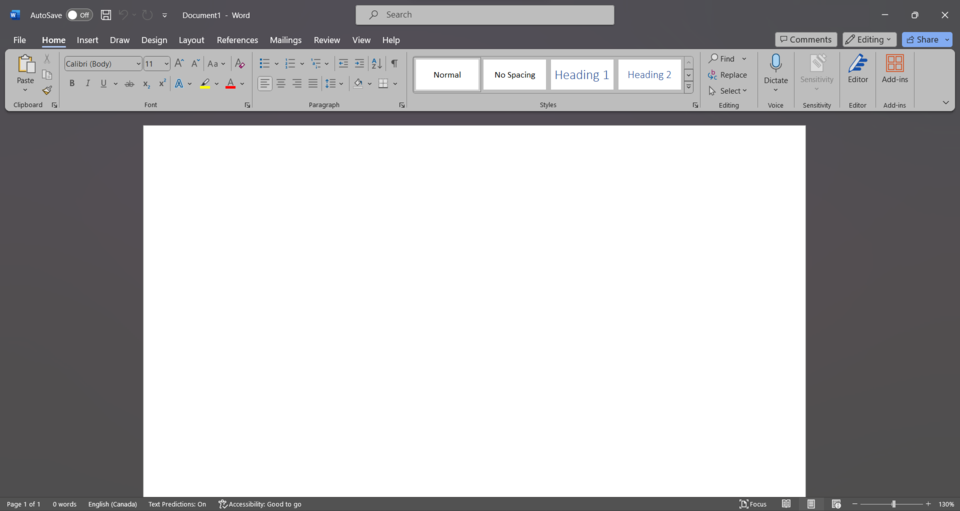 AutoSave Off Document1 - Word Search
File Home Insert Draw Design Layout References Mailings Review View Help Comments Editing Share
Paste
Clipboard
Calibri (Body) 11 Aa
B I U ab x₂ x² A A
Font
Paragraph
Normal No Spacing Heading 1 Heading 2
Styles
Find
Replace
Select
Editing
Dictate
Voice
Sensitivity
Sensitivity
Editor
Editor
Add-ins
Add-ins
Page 1 of 1 0 words English (Canada) Text Predictions: On Accessibility: Good to go Focus 130%